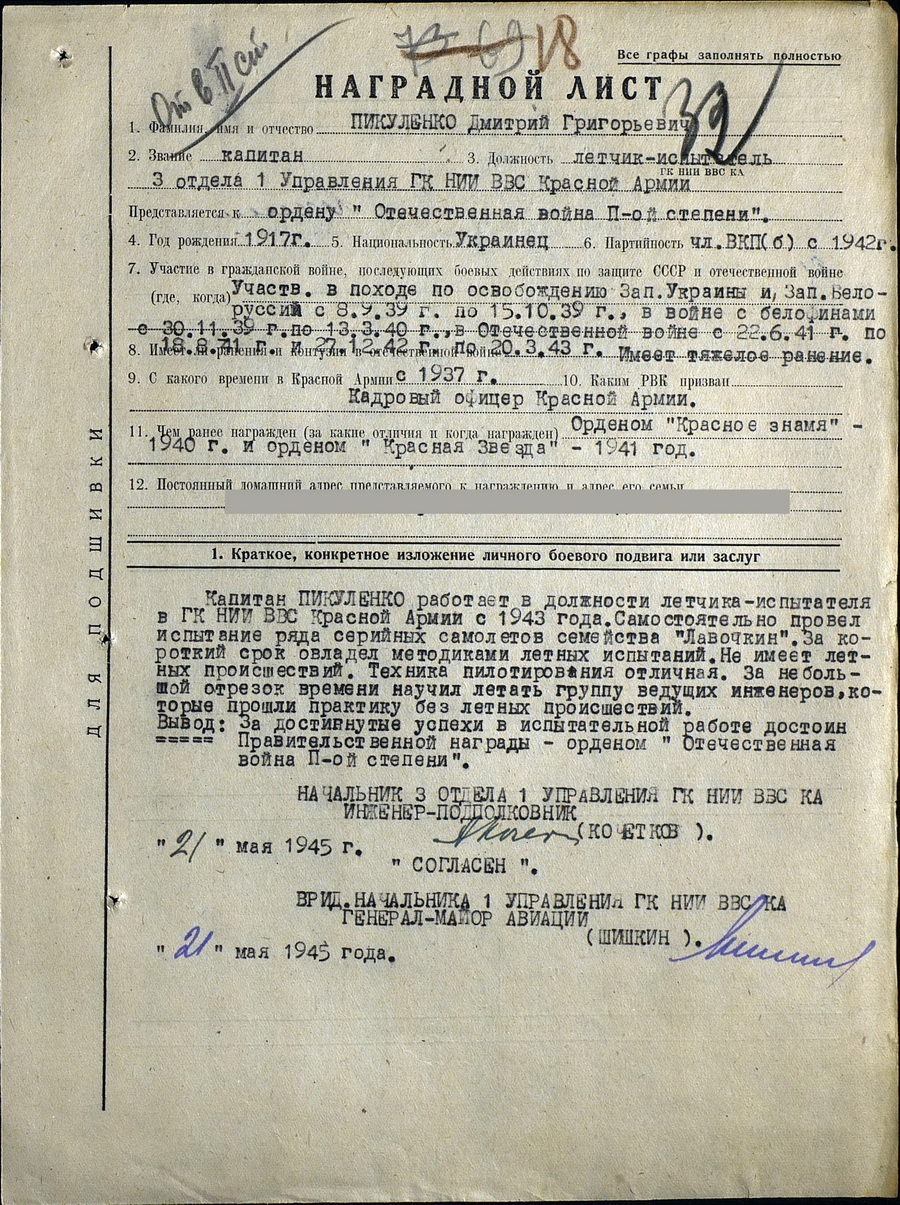 От. в. II ст.
18
Все графы заполнять полностью
НАГРАДНОЙ ЛИСТ
32
1. Фамилия, имя и отчество ПИКУЛЕНКО Дмитрий Григорьевич
2. Звание капитан 3. Должность летчик-испытатель
ГК НИИ ВВС КА
3 отдела 1 Управления ГК НИИ ВВС Красной Армии
Представляется к ордену " Отечественная война П-ой степени".
4. Год рождения 1917г. 5. Национальность Украинец 6. Партийность чл.ВКП(б) с 1942г.
7. Участие в гражданской войне, последующих боевых действиях по защите СССР и отечественной войне
(где, когда) Участв. в походе по освобождению Зап.Украины и, Зап.Бело-
руссии с 8.9.39 г. по 15.10.39 г., в войне с белофинами
с 30.11.39 г.по 13.3.40 г.,в Отечественной войне с 22.6.41 г. по
18.8.41 г. и 27.12.42 г. по 20.3.43 г.
8. Имеет ли ранения и контузии в отечественной войне Имеет тяжелое ранение.
9. С какого времени в Красной Армии с 1937 г. 10. Каким РВК призван
Кадровый офицер Красной Армии.
11. Чем ранее награжден (за какие отличия и когда награжден) Орденом "Красное знамя" -
1940 г. и орденом " Красная Звезда" - 1941 год.
12. Постоянный домашний адрес представляемого к награждению и адрес его семьи
ДЛЯ ПОДШИВКИ
1. Краткое, конкретное изложение личного боевого подвига или заслуг
Капитан ПИКУЛЕНКО работает в должности летчика-испытателя
в ГК НИИ ВВС Красной Армии с 1943 года.Самостоятельно провел
испытание ряда серийных самолетов семейства "Лавочкин".За ко-
роткий срок овладел методиками летных испытаний.Не имеет лет-
ных происшествий. Техника пилотирования отличная. За неболь-
шой отрезок времени научил летать группу ведущих инженеров,ко-
торые прошли практику без летных происшествий.
Вывод: За достигнутые успехи в испытательной работе достоин
===== Правительственной награды - орденом " Отечественная
война П-ой степени".
НАЧАЛЬНИК 3 ОТДЕЛА 1 УПРАВЛЕНИЯ ГК НИИ ВВС КА
ИНЖЕНЕР-ПОДПОЛКОВНИК
(КОЧЕТКОВ ).
"21" мая 1945 г.
" СОГЛАСЕН ".
ВРИД.НАЧАЛЬНИКА 1 УПРАВЛЕНИЯ ГК НИИ ВВС КА
ГЕНЕРАЛ-МАЙОР АВИАЦИИ
(ШИШКИН ).
"21" мая 1945 года.